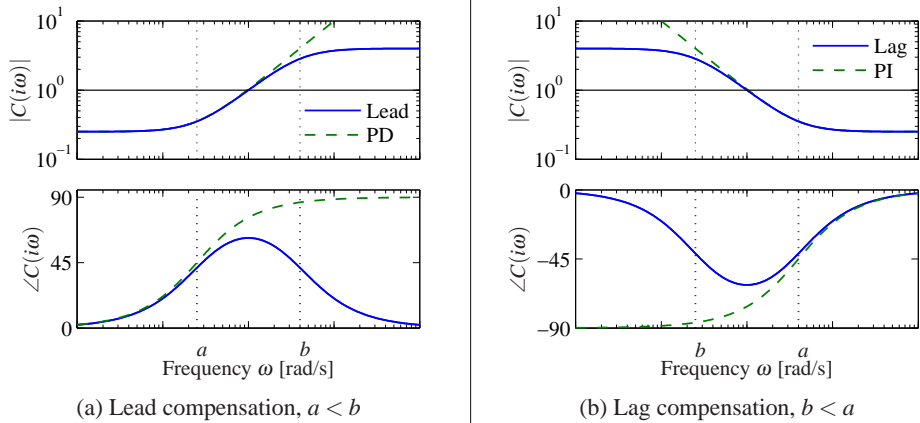 10^1
10^0
10^-1
|C(iω)|
Lead
PD
90
45
0
∠C(iω)
a
b
Frequency ω [rad/s]
(a) Lead compensation, a < b
10^1
10^0
10^-1
|C(iω)|
Lag
PI
0
−45
−90
∠C(iω)
b
a
Frequency ω [rad/s]
(b) Lag compensation, b < a